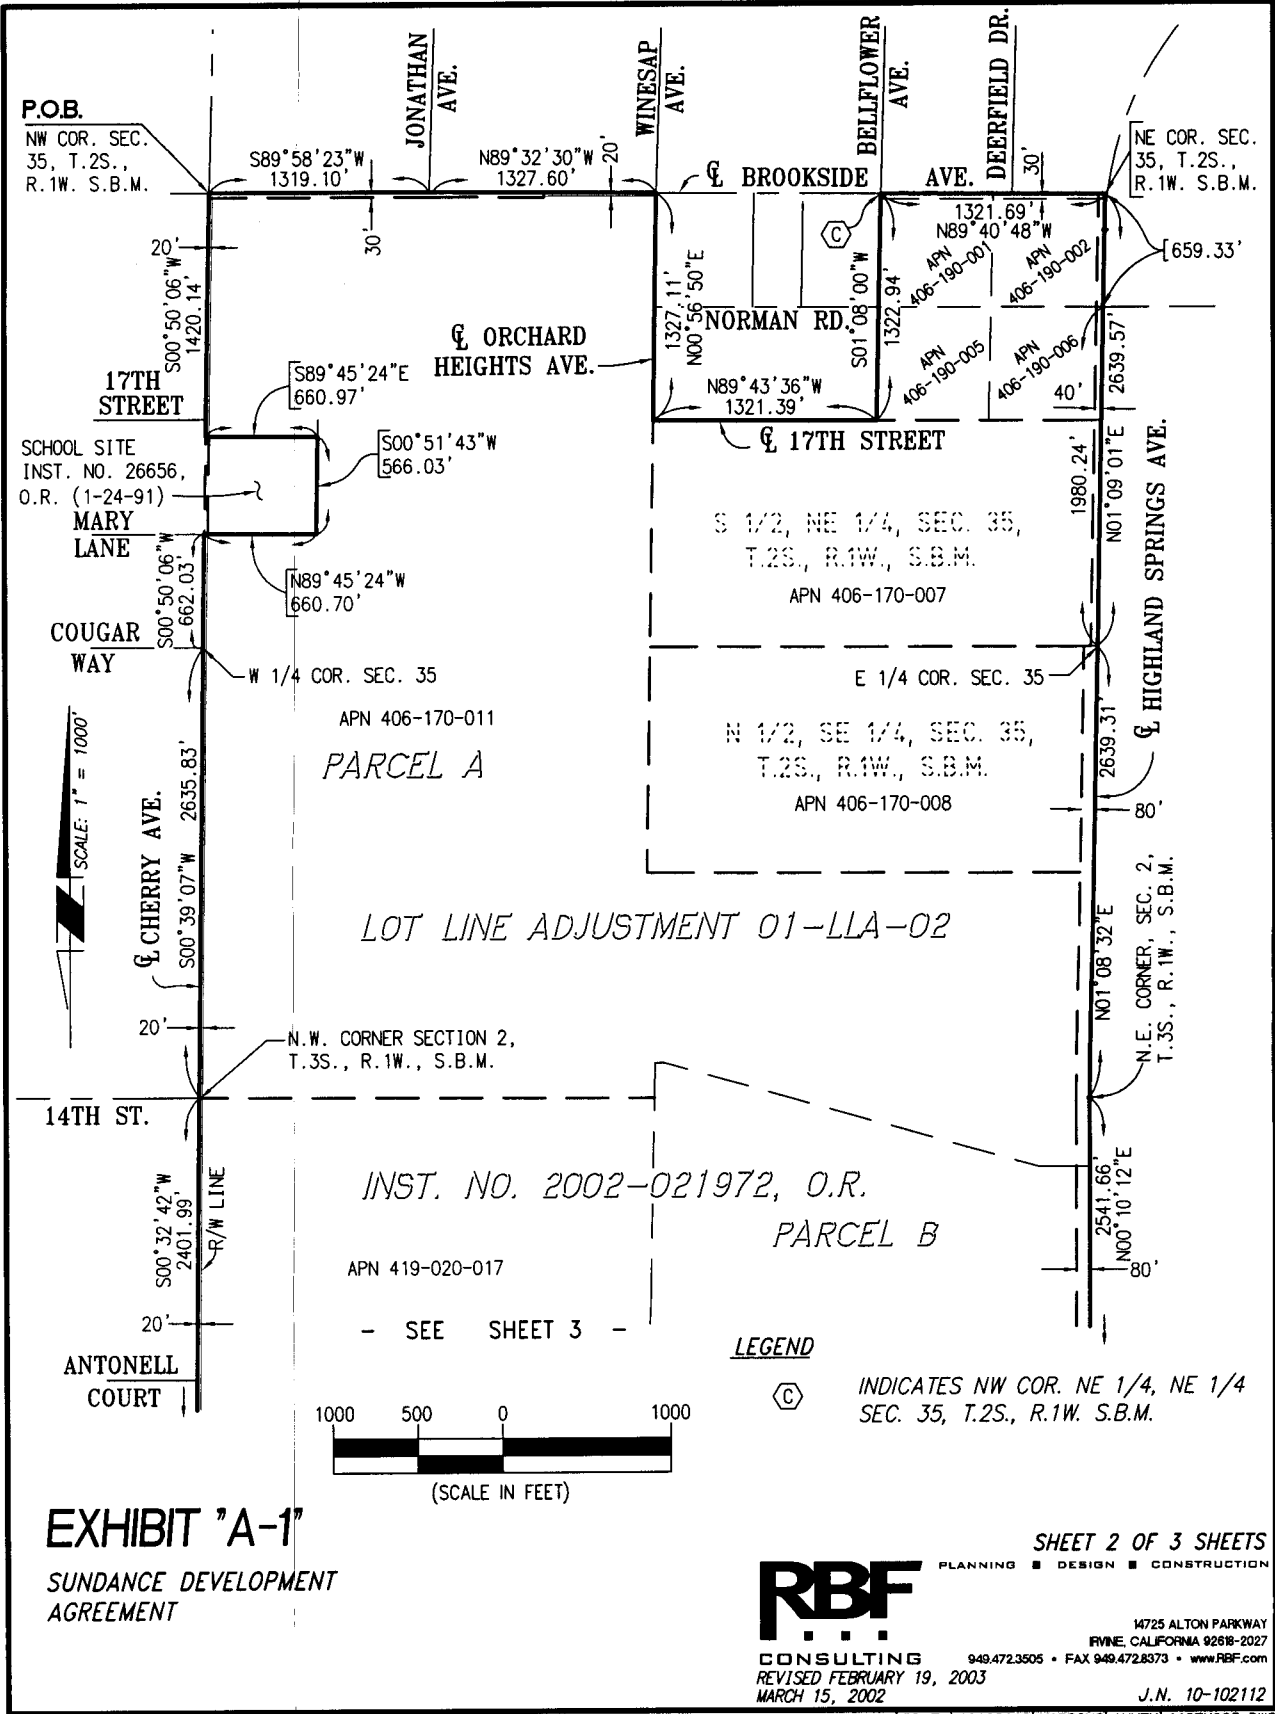 JONATHAN
AVE.
WINESAP
AVE.
BELLFLOWER
AVE.
DEERFIELD DR.
P.O.B.
NW COR. SEC.
35, T.2S.,
R.1W. S.B.M.
S89°58'23"W
1319.10'
N89°32'30"W
1327.60'
20'
30'
℄ BROOKSIDE AVE.
30'
NE COR. SEC.
35, T.2S.,
R.1W. S.B.M.
C
1321.69'
N89°40'48"W
659.33'
20'
S00°50'06"W
1420.14'
APN
406-190-001
APN
406-190-002
1327.11'
N00°56'50"E
NORMAN RD.
S01°08'00"W
1322.94'
℄ ORCHARD
HEIGHTS AVE.
APN
406-190-005
APN
406-190-006
2639.57'
40'
17TH
STREET
S89°45'24"E
660.97'
N89°43'36"W
1321.39'
℄ 17TH STREET
SCHOOL SITE
INST. NO. 26656,
O.R. (1-24-91)
S00°51'43"W
566.03'
1980.24'
N01°09'01"E
℄ HIGHLAND SPRINGS AVE.
MARY
LANE
S 1/2, NE 1/4, SEC. 35,
T.2S., R.1W., S.B.M.
APN 406-170-007
S00°50'06"W
662.03'
N89°45'24"W
660.70'
COUGAR
WAY
W 1/4 COR. SEC. 35
E 1/4 COR. SEC. 35
APN 406-170-011
PARCEL A
N 1/2, SE 1/4, SEC. 35,
T.2S., R.1W., S.B.M.
APN 406-170-008
2639.31'
80'
SCALE: 1" = 1000'
℄ CHERRY AVE.
S00°39'07"W 2635.83'
LOT LINE ADJUSTMENT 01-LLA-02
N01°08'32"E
N.E. CORNER, SEC. 2,
T.3S., R.1W., S.B.M.
20'
N.W. CORNER SECTION 2,
T.3S., R.1W., S.B.M.
14TH ST.
S00°32'42"W
2401.99'
R/W LINE
INST. NO. 2002-021972, O.R.
PARCEL B
2541.66'
N00°10'12"E
80'
APN 419-020-017
20'
- SEE SHEET 3 -
ANTONELL
COURT
LEGEND
C
INDICATES NW COR. NE 1/4, NE 1/4
SEC. 35, T.2S., R.1W. S.B.M.
1000 500 0 1000
(SCALE IN FEET)
EXHIBIT "A-1"
SUNDANCE DEVELOPMENT
AGREEMENT
SHEET 2 OF 3 SHEETS
RBF
PLANNING ■ DESIGN ■ CONSTRUCTION
CONSULTING
14725 ALTON PARKWAY
IRVINE, CALIFORNIA 92618-2027
949.472.3505 • FAX 949.472.8373 • www.RBF.com
REVISED FEBRUARY 19, 2003
MARCH 15, 2002
J.N. 10-102112